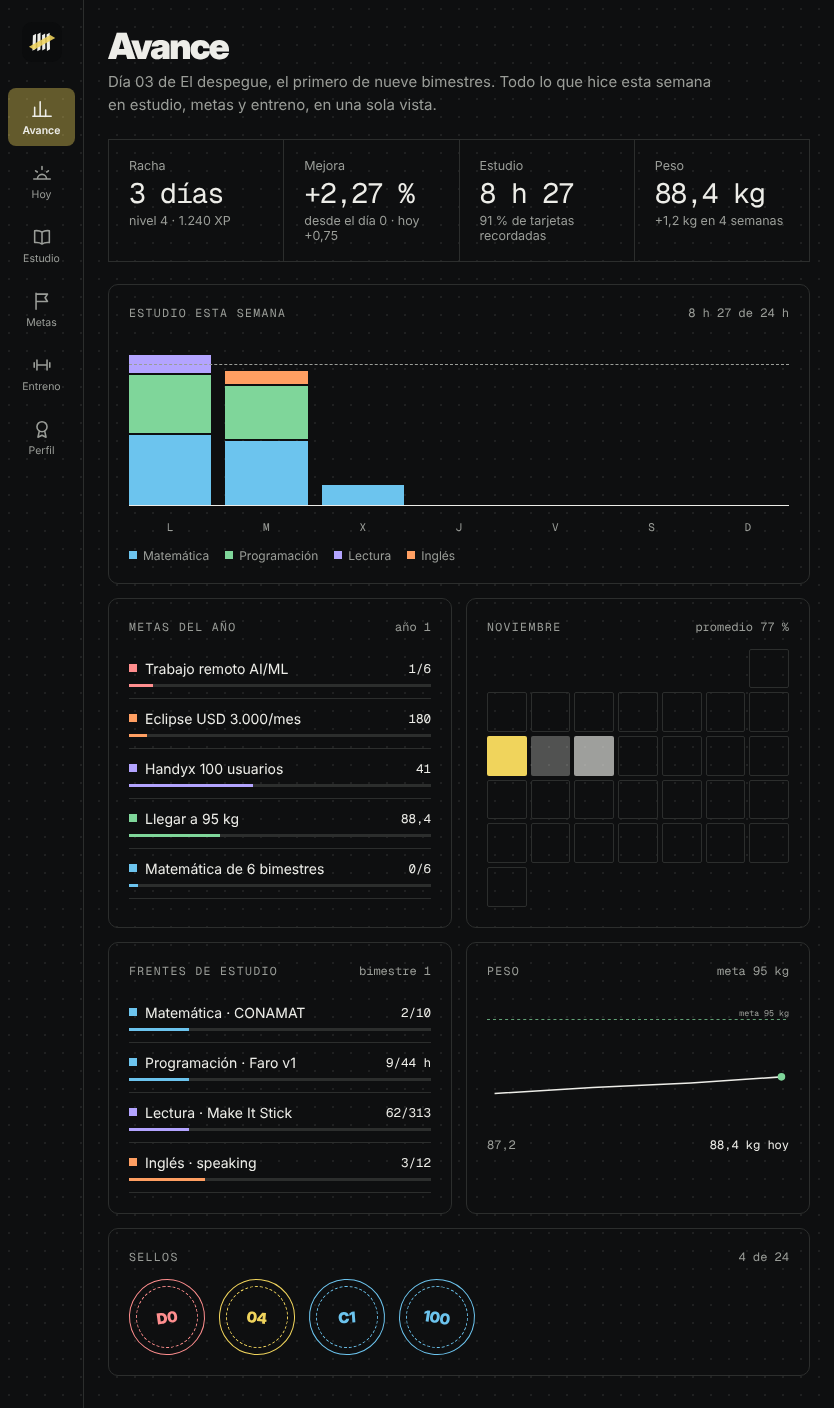 Avance
Día 03 de El despegue, el primero de nueve bimestres. Todo lo que hice esta semana
en estudio, metas y entreno, en una sola vista.
Avance
Hoy
Estudio
Metas
Entreno
Perfil
Racha
3 días
nivel 4 · 1.240 XP
Mejora
+2,27 %
desde el día 0 · hoy
+0,75
Estudio
8 h 27
91 % de tarjetas
recordadas
Peso
88,4 kg
+1,2 kg en 4 semanas
ESTUDIO ESTA SEMANA
8 h 27 de 24 h
L M X J V S D
Matemática Programación Lectura Inglés
METAS DEL AÑO
año 1
Trabajo remoto AI/ML 1/6
Eclipse USD 3.000/mes 180
Handyx 100 usuarios 41
Llegar a 95 kg 88,4
Matemática de 6 bimestres 0/6
NOVIEMBRE
promedio 77 %
FRENTES DE ESTUDIO
bimestre 1
Matemática · CONAMAT 2/10
Programación · Faro v1 9/44 h
Lectura · Make It Stick 62/313
Inglés · speaking 3/12
PESO
meta 95 kg
meta 95 kg
87,2
88,4 kg hoy
SELLOS
4 de 24
D0
04
C1
100